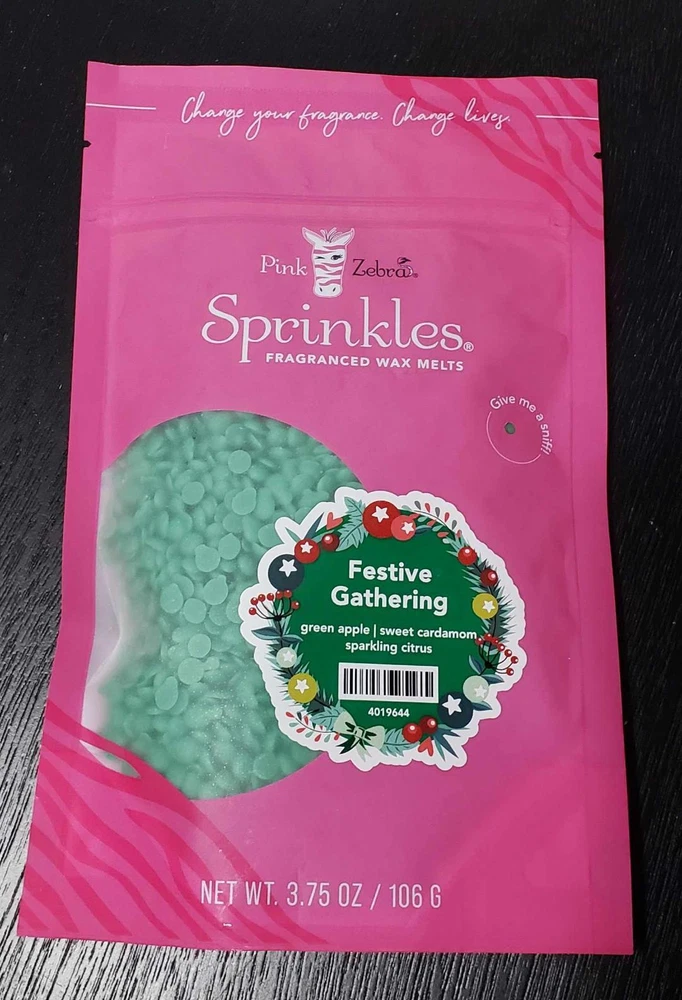 Change your fragrance. Change lives.
Pink Zebra
Sprinkles®
FRAGRANCED WAX MELTS
Give me a sniff!
Festive
Gathering
green apple | sweet cardamom
sparkling citrus
4019644
NET WT. 3.75 OZ / 106 G